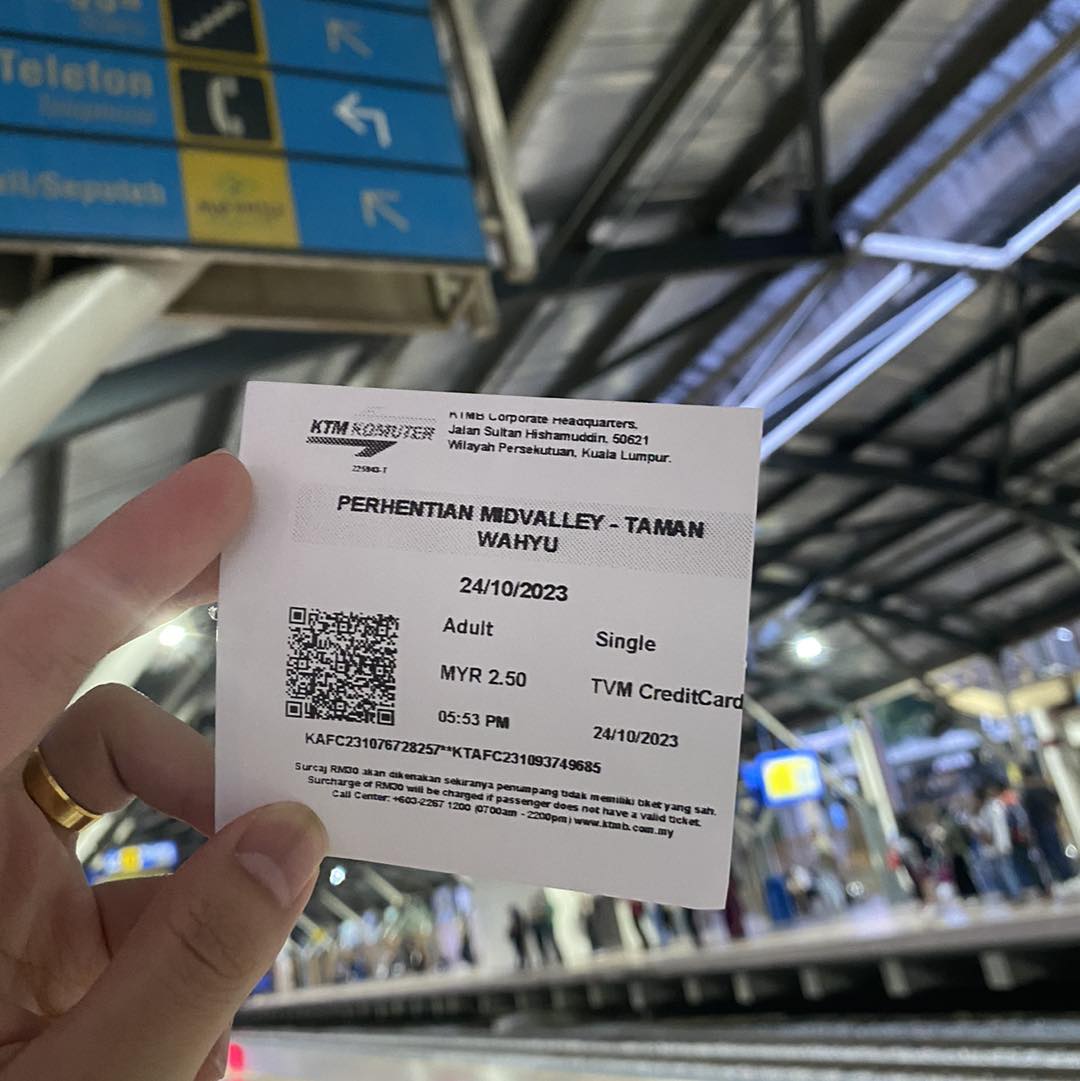 Telefon
KTM KOMUTER
225943-T
KTMB Corporate Headquarters,
Jalan Sultan Hishamuddin, 50621
Wilayah Persekutuan, Kuala Lumpur.
PERHENTIAN MIDVALLEY - TAMAN
WAHYU
24/10/2023
Adult
Single
MYR 2.50
TVM CreditCard
05:53 PM
24/10/2023
KAFC231076728257**KTAFC231093749685
Surcaj RM30 akan dikenakan sekiranya penumpang tidak memiliki tiket yang sah.
Surcharge of RM30 will be charged if passenger does not have a valid ticket.
Call Center: +603-2267 1200 (0700am - 2200pm) www.ktmb.com.my